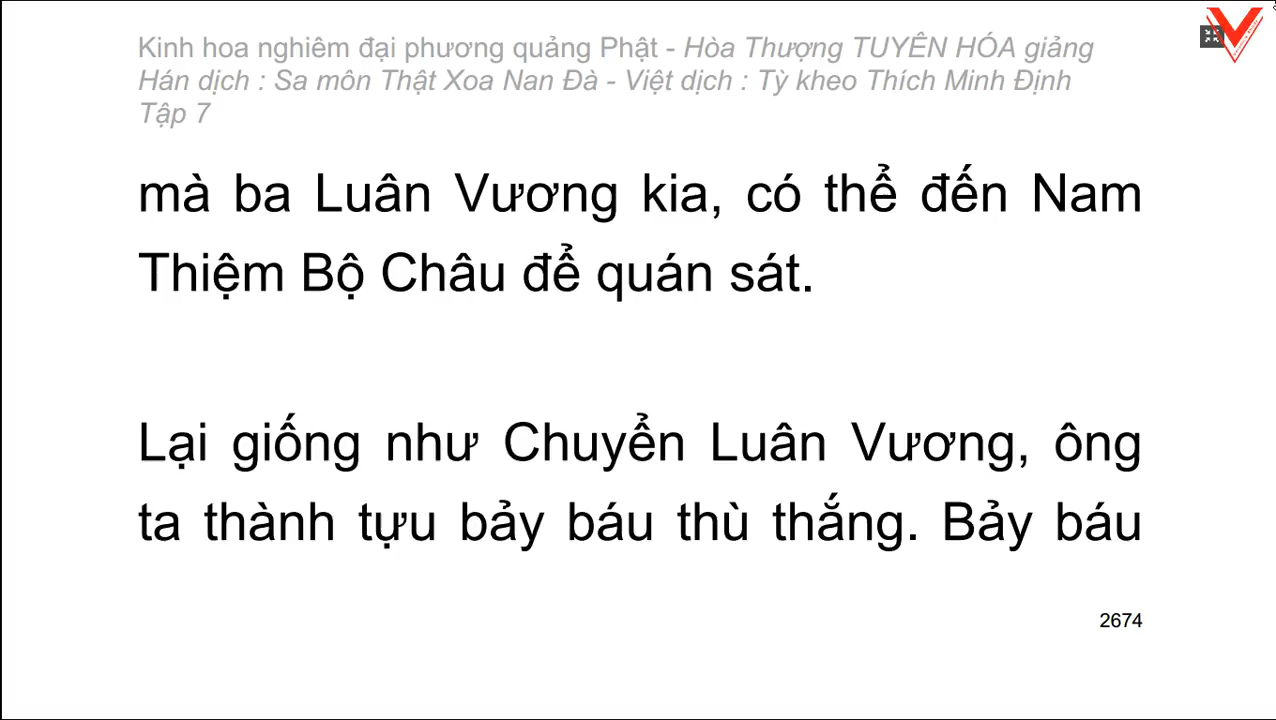 Kinh hoa nghiêm đại phương quảng Phật - Hòa Thượng TUYÊN HÓA giảng
Hán dịch : Sa môn Thật Xoa Nan Đà - Việt dịch : Tỳ kheo Thích Minh Định
Tập 7
mà ba Luân Vương kia, có thể đến Nam
Thiệm Bộ Châu để quán sát.
Lại giống như Chuyển Luân Vương, ông
ta thành tựu bảy báu thù thắng. Bảy báu
2674